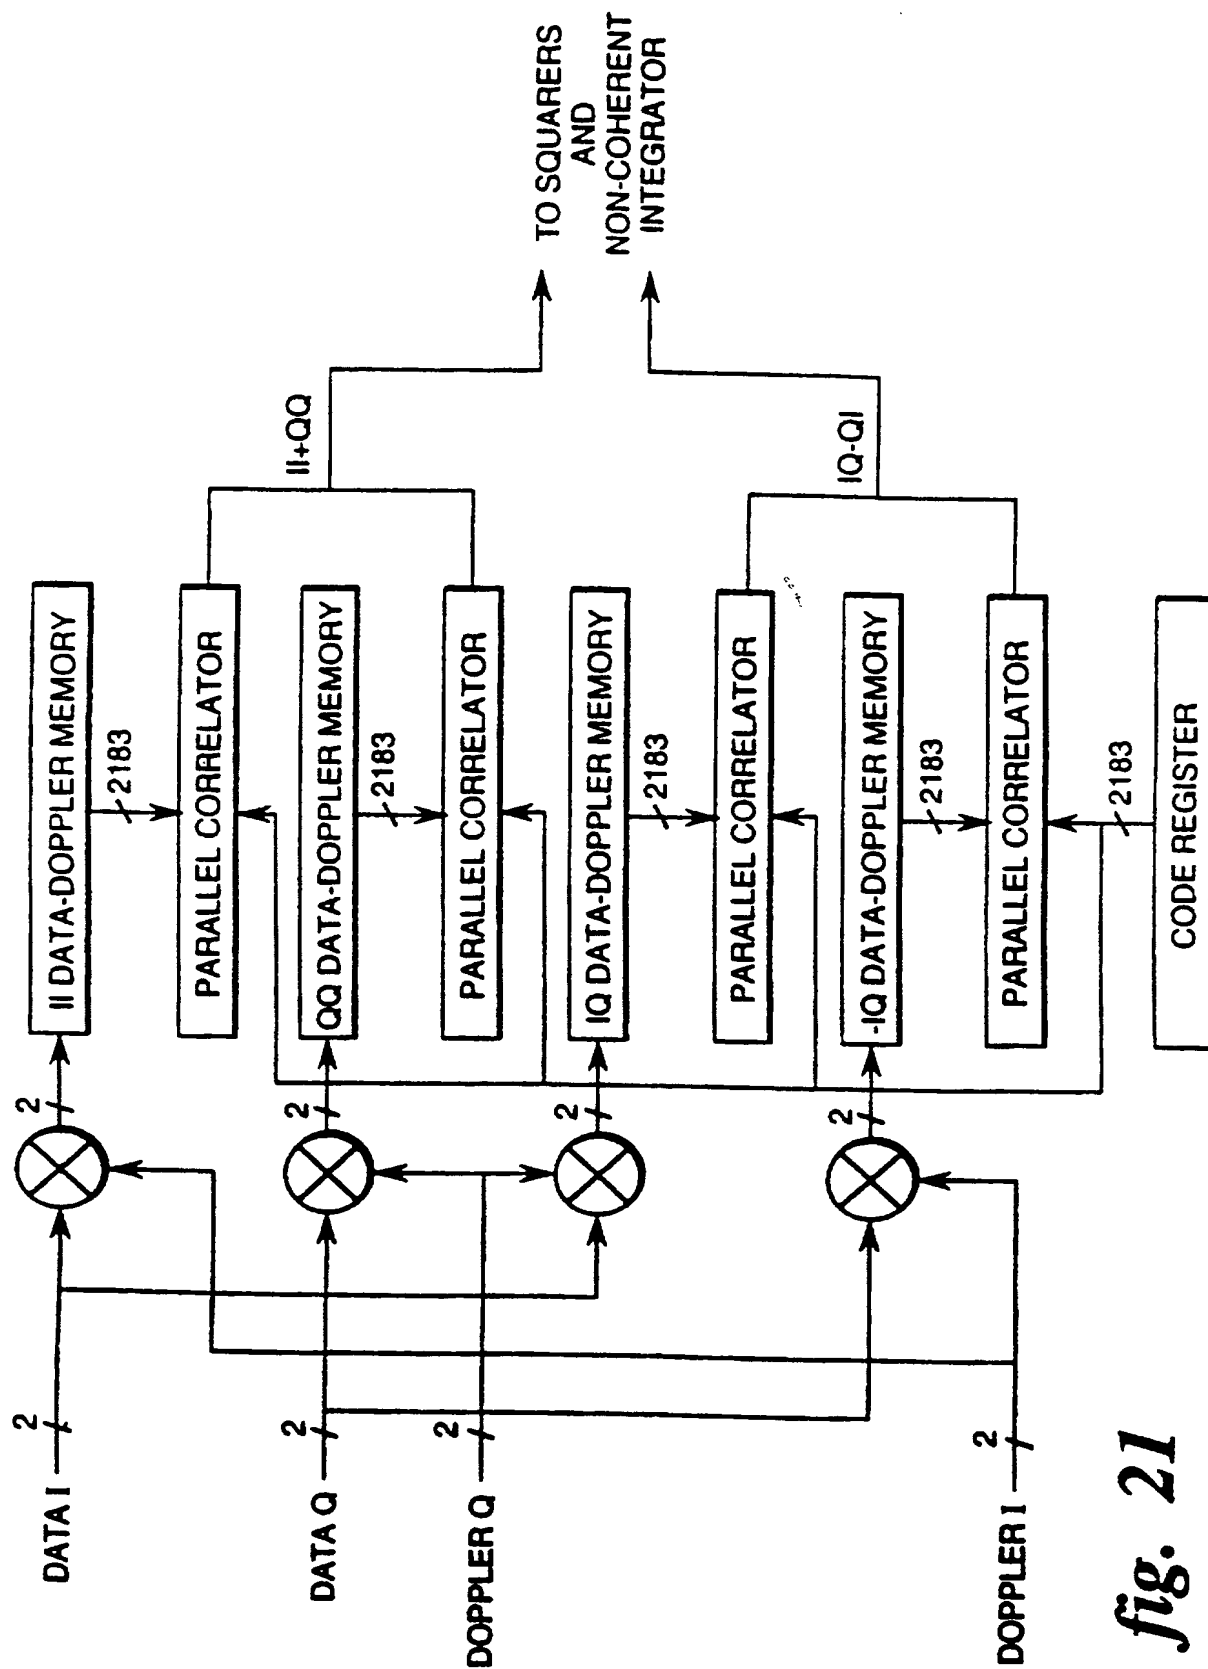 DATA I
2
DATA Q
2
DOPPLER Q
2
DOPPLER I
2
2
2
2
2
II DATA-DOPPLER MEMORY
2183
PARALLEL CORRELATOR
QQ DATA-DOPPLER MEMORY
2183
PARALLEL CORRELATOR
IQ DATA-DOPPLER MEMORY
2183
PARALLEL CORRELATOR
-IQ DATA-DOPPLER MEMORY
2183
PARALLEL CORRELATOR
2183
CODE REGISTER
II+QQ
IQ-QI
TO SQUARERS
AND
NON-COHERENT
INTEGRATOR
fig. 21